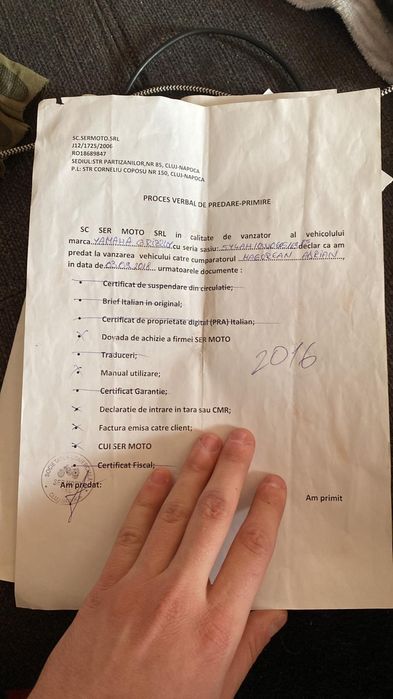 SC.SERMOTO.SRL
J12/1725/2006
RO18689847
SEDIUL:STR PARTIZANILOR,NR 85, CLUJ-NAPOCA
P.L: STR CORNELIU COPOSU NR 150, CLUJ-NAPOCA
PROCES VERBAL DE PREDARE-PRIMIRE
SC SER MOTO SRL in calitate de vanzator al vehicolului
marca YAMAHA cu seria sasiu declar ca am
predat la vanzarea vehicului catre cumparatorul ADRIAN
in data de 2016 urmatoarele documente :
Certificat de suspendare din circulatie;
Brief Italian in original;
Certificat de proprietate digital (PRA) Italian;
Dovada de achizie a firmei SER MOTO
Traduceri;
2016
Manual utilizare;
Certificat Garantie;
Declaratie de intrare in tara sau CMR;
Factura emisa catre client;
CUI SER MOTO
Certificat Fiscal;
Am predat:
Am primit